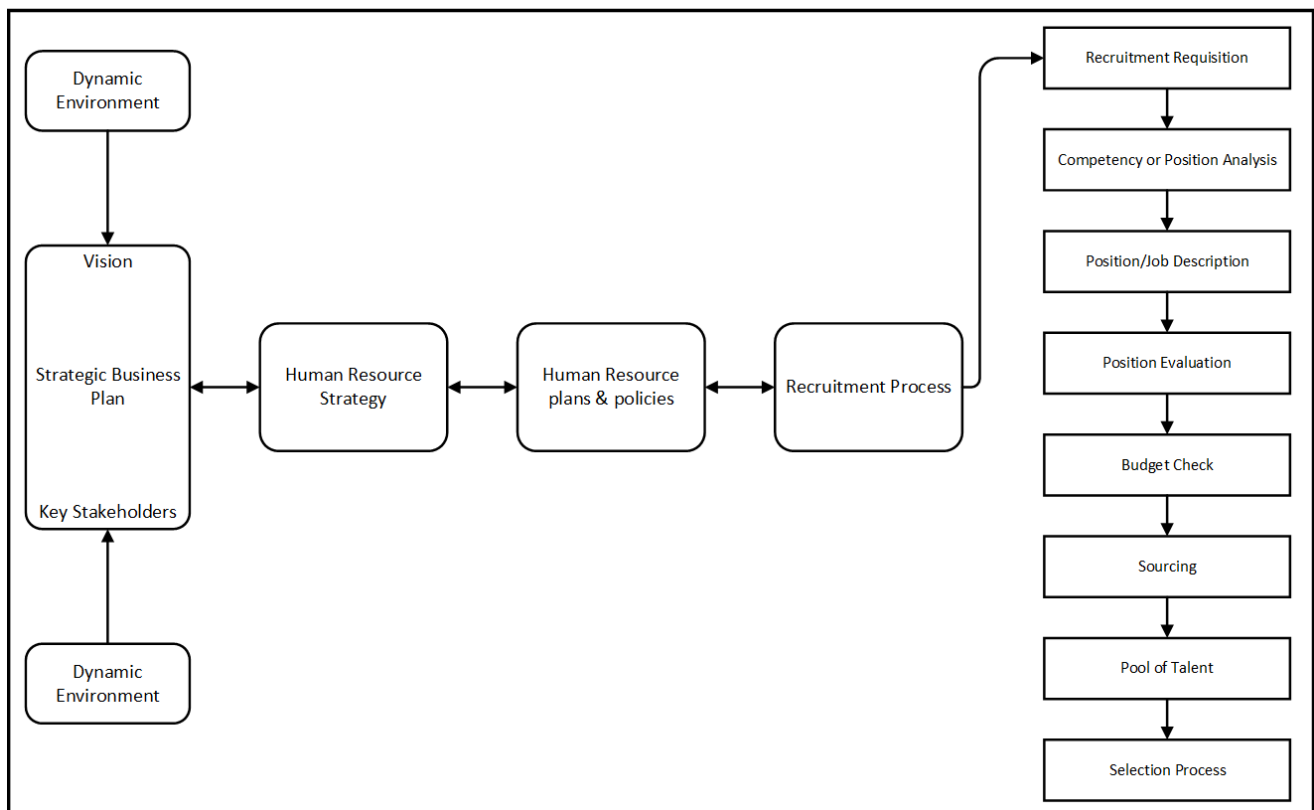 Dynamic
Environment
Vision
Strategic Business
Plan
Key Stakeholders
Dynamic
Environment
Human Resource
Strategy
Human Resource
plans & policies
Recruitment Process
Recruitment Requisition
Competency or Position Analysis
Position/Job Description
Position Evaluation
Budget Check
Sourcing
Pool of Talent
Selection Process